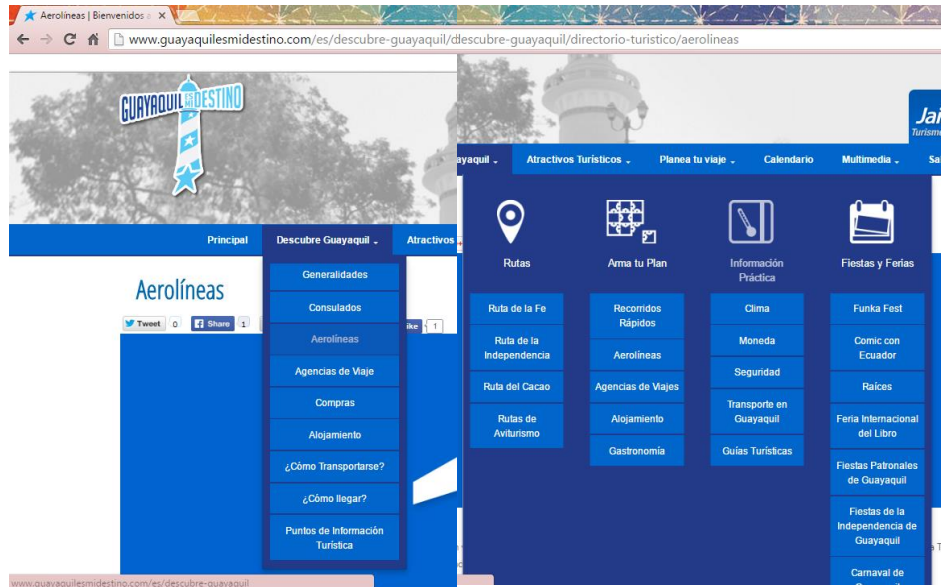 Aerolíneas | Bienvenidos a
www.guayaquilesmidestino.com/es/descubre-guayaquil/descubre-guayaquil/directorio-turistico/aerolineas
GUAYAQUIL ES MI DESTINO
Principal
Descubre Guayaquil
Atractivos
Generalidades
Consulados
Aerolíneas
Agencias de Viaje
Compras
Alojamiento
¿Cómo Transportarse?
¿Cómo llegar?
Puntos de Información
Turística
Aerolíneas
Tweet 0
Share 1
ike 1
www.guayaquilesmidestino.com/es/descubre-guayaquil
Jai
Turisme
ayaquil
Atractivos Turísticos
Planea tu viaje
Calendario
Multimedia
Sa
Rutas
Ruta de la Fe
Ruta de la
Independencia
Ruta del Cacao
Rutas de
Aviturismo
Arma tu Plan
Recorridos
Rápidos
Aerolíneas
Agencias de Viajes
Alojamiento
Gastronomía
Información
Práctica
Clima
Moneda
Seguridad
Transporte en
Guayaquil
Guías Turísticas
Fiestas y Ferias
Funka Fest
Comic con
Ecuador
Raíces
Feria Internacional
del Libro
Fiestas Patronales
de Guayaquil
Fiestas de la
Independencia de
Guayaquil
Carnaval de